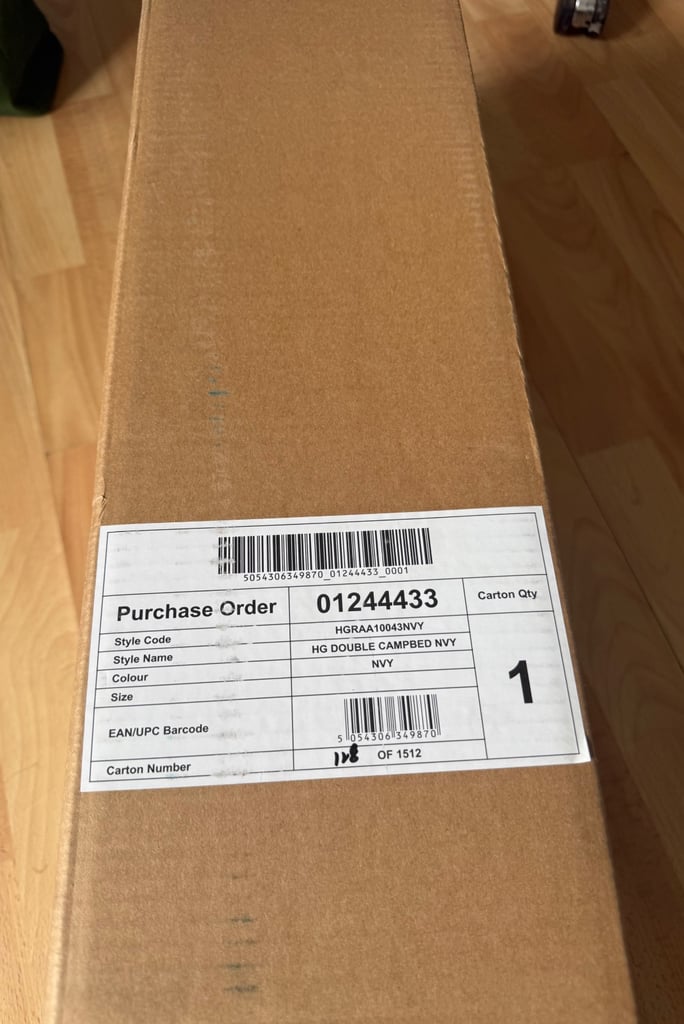 5054306349870_01244433_0001
Purchase Order 01244433 Carton Qty
Style Code HGRAA10043NVY
Style Name HG DOUBLE CAMPBED NVY
Colour NVY
Size
1
EAN/UPC Barcode
5 054306 349870
Carton Number OF 1512